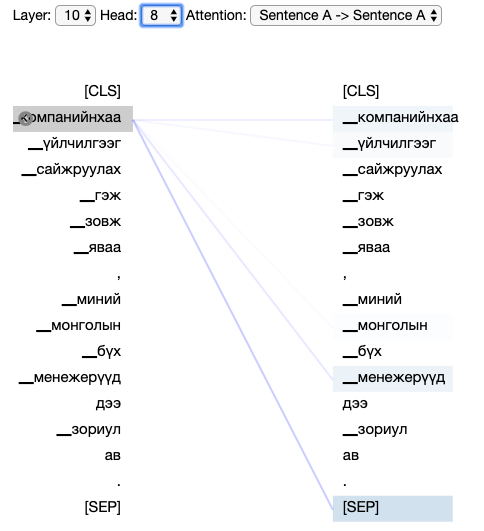 Layer: 10 Head: 8 Attention: Sentence A -> Sentence A
[CLS] [CLS]
__компанийнхаа __компанийнхаа
__үйлчилгээг __үйлчилгээг
__сайжруулах __сайжруулах
__гэж __гэж
__зовж __зовж
__яваа __яваа
, ,
__миний __миний
__монголын __монголын
__бүх __бүх
__менежерүүд __менежерүүд
дээ дээ
__зориул __зориул
ав ав
. .
[SEP] [SEP]